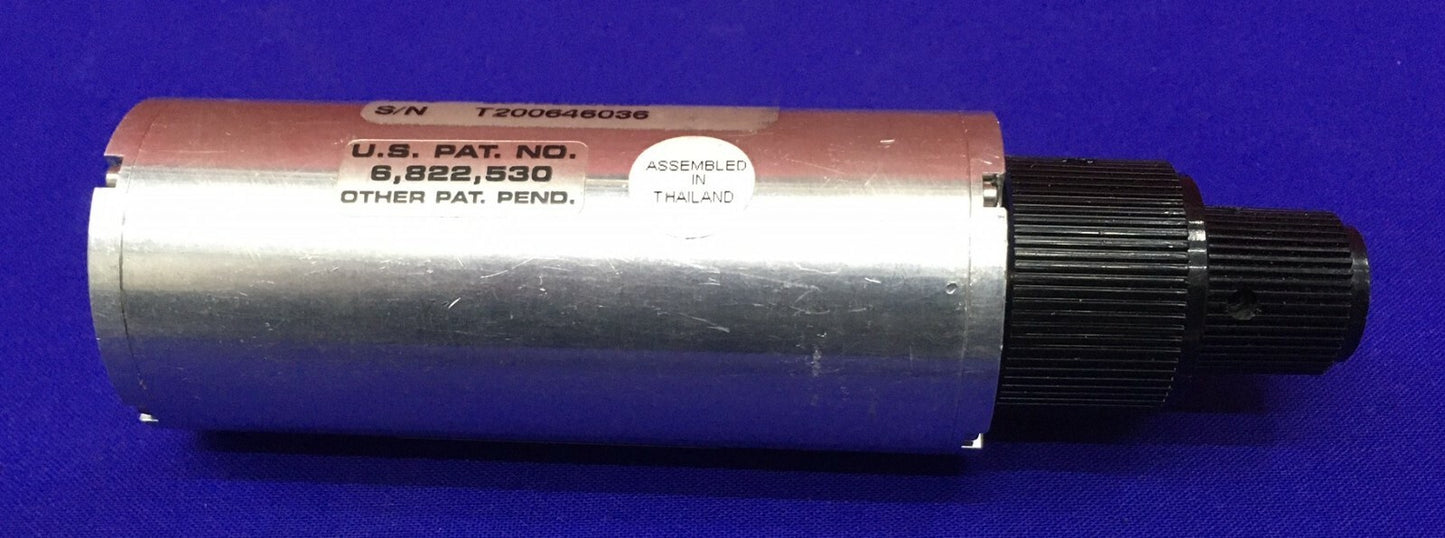 S/N T200646036
U.S. PAT. NO.
6,822,530
OTHER PAT. PEND.
ASSEMBLED
IN
THAILAND